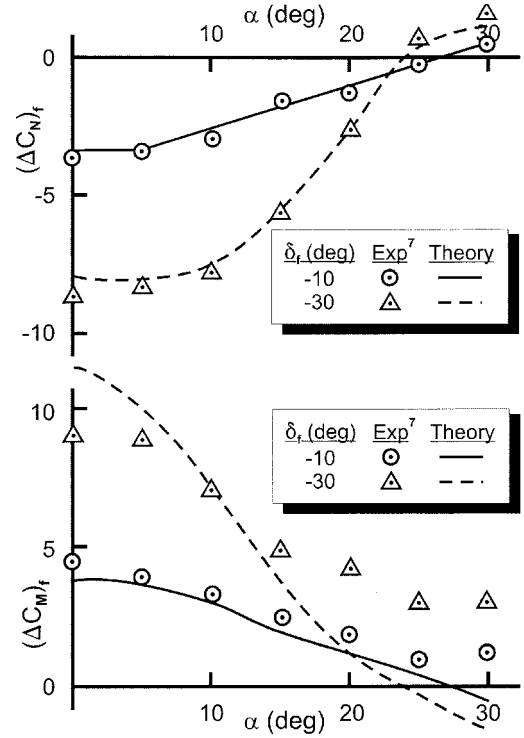 α (deg)
10 20 30
0
-5
-10
(ΔC_N)_f
δ_f (deg) Exp⁷ Theory
-10
-30
10
5
0
(ΔC_M)_f
δ_f (deg) Exp⁷ Theory
-10
-30
10 20 30
α (deg)